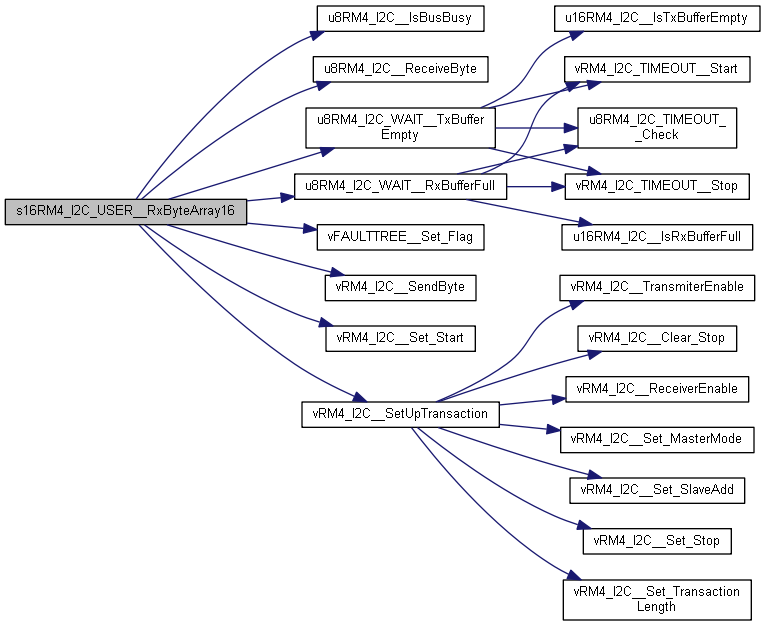 s16RM4_I2C_USER__RxByteArray16
u8RM4_I2C__IsBusBusy
u8RM4_I2C__ReceiveByte
u8RM4_I2C_WAIT__TxBuffer
Empty
u8RM4_I2C_WAIT__RxBufferFull
vFAULTTREE__Set_Flag
vRM4_I2C__SendByte
vRM4_I2C__Set_Start
vRM4_I2C__SetUpTransaction
u16RM4_I2C__IsTxBufferEmpty
vRM4_I2C_TIMEOUT__Start
u8RM4_I2C_TIMEOUT_
_Check
vRM4_I2C_TIMEOUT__Stop
u16RM4_I2C__IsRxBufferFull
vRM4_I2C__TransmiterEnable
vRM4_I2C__Clear_Stop
vRM4_I2C__ReceiverEnable
vRM4_I2C__Set_MasterMode
vRM4_I2C__Set_SlaveAdd
vRM4_I2C__Set_Stop
vRM4_I2C__Set_Transaction
Length